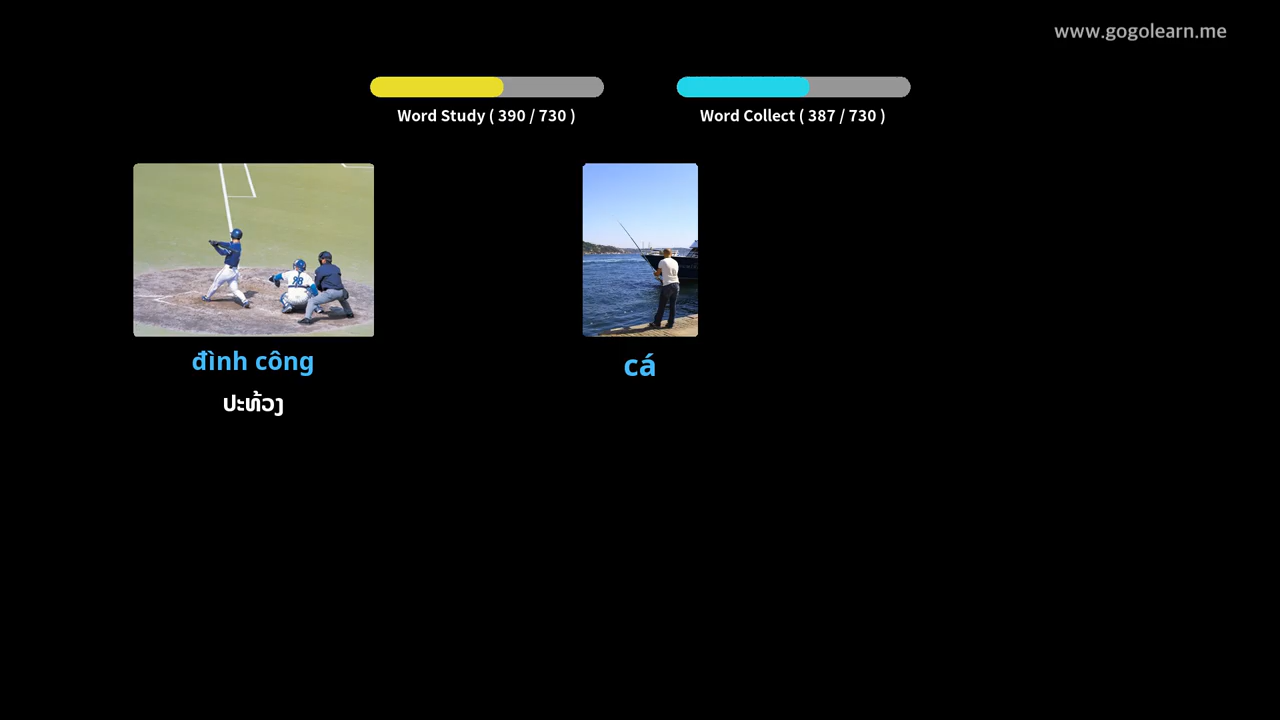 www.gogolearn.me
Word Study ( 390 / 730 )
Word Collect ( 387 / 730 )
đình công
ປະທ້ວງ
cá